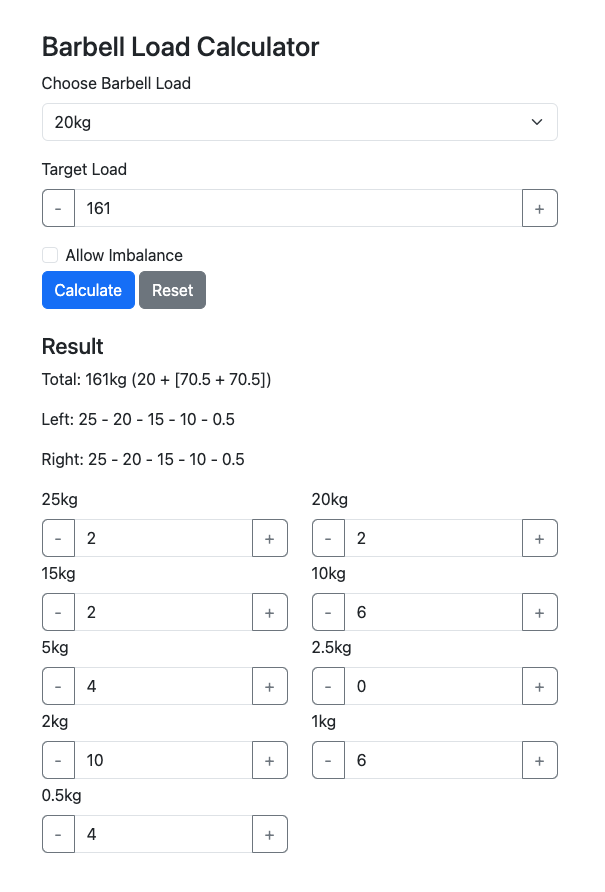 Barbell Load Calculator
Choose Barbell Load
20kg
Target Load
- 161 +
Allow Imbalance
Calculate Reset
Result
Total: 161kg (20 + [70.5 + 70.5])
Left: 25 - 20 - 15 - 10 - 0.5
Right: 25 - 20 - 15 - 10 - 0.5
25kg 20kg
- 2 + - 2 +
15kg 10kg
- 2 + - 6 +
5kg 2.5kg
- 4 + - 0 +
2kg 1kg
- 10 + - 6 +
0.5kg
- 4 +